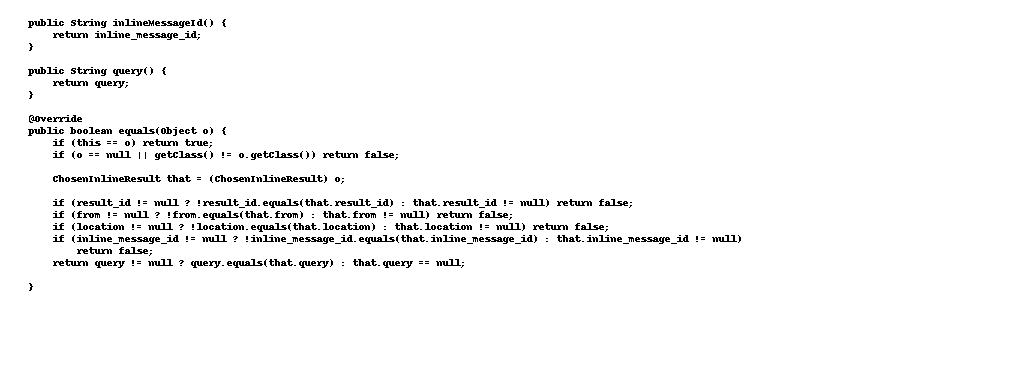 public String inlineMessageId() {
    return inline_message_id;
}

public String query() {
    return query;
}

@Override
public boolean equals(Object o) {
    if (this == o) return true;
    if (o == null || getClass() != o.getClass()) return false;

    ChosenInlineResult that = (ChosenInlineResult) o;

    if (result_id != null ? !result_id.equals(that.result_id) : that.result_id != null) return false;
    if (from != null ? !from.equals(that.from) : that.from != null) return false;
    if (location != null ? !location.equals(that.location) : that.location != null) return false;
    if (inline_message_id != null ? !inline_message_id.equals(that.inline_message_id) : that.inline_message_id != null)
        return false;
    return query != null ? query.equals(that.query) : that.query == null;

}